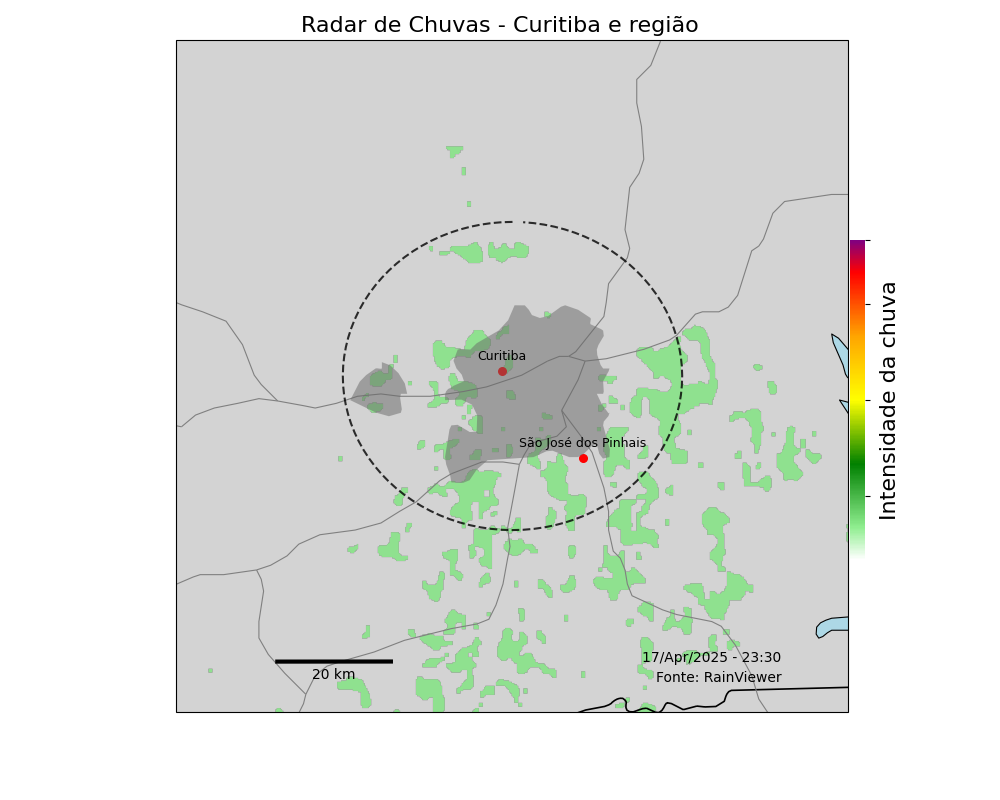 Radar de Chuvas - Curitiba e região
Curitiba
São José dos Pinhais
Intensidade da chuva
17/Apr/2025 - 23:30
Fonte: RainViewer
20 km